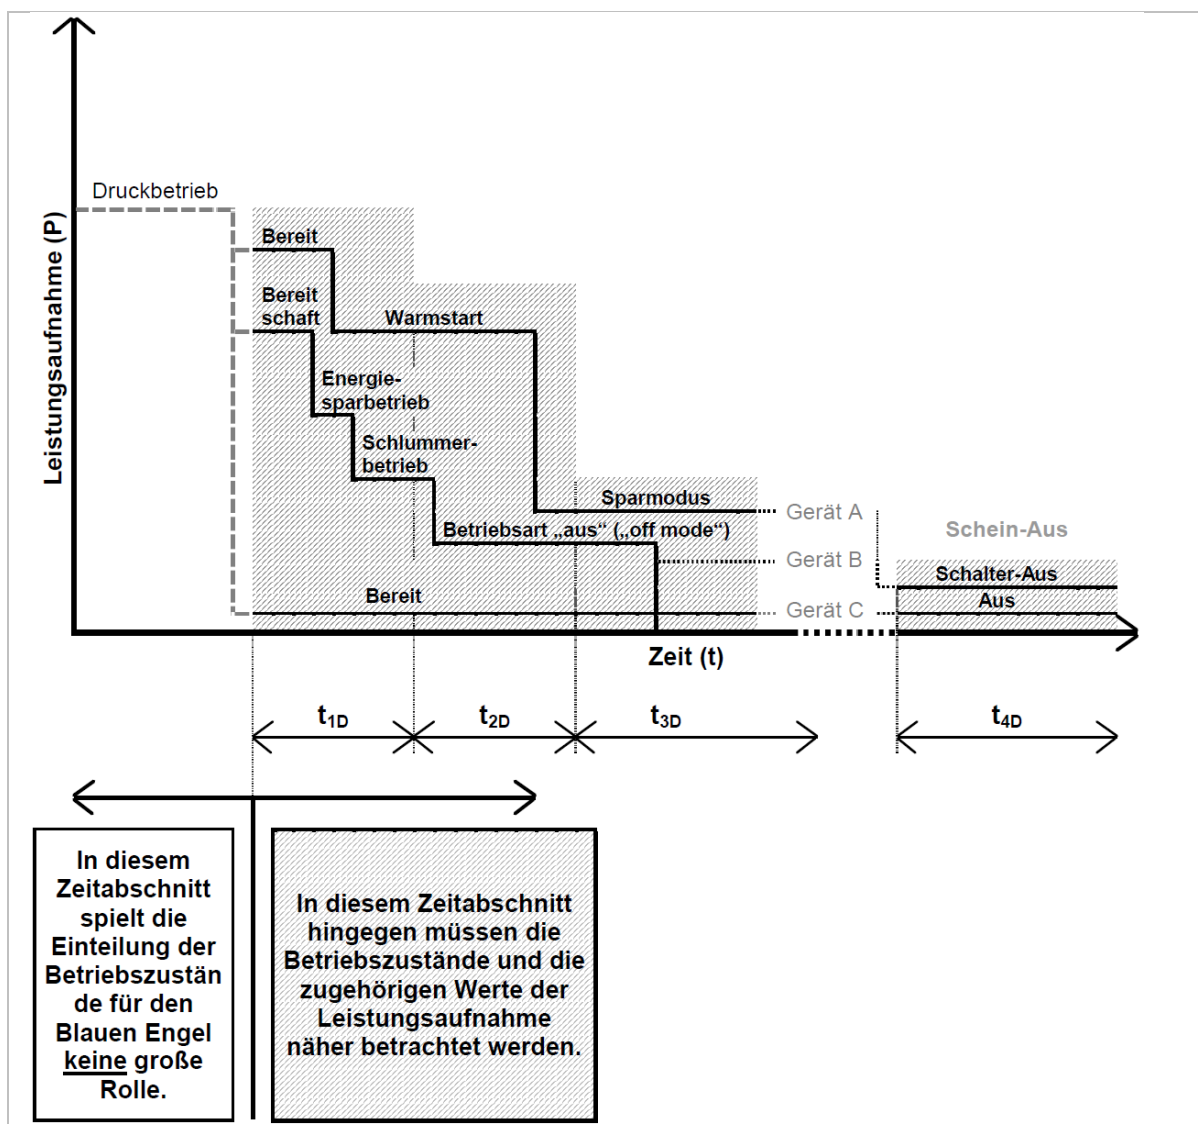 Leistungsaufnahme (P)
Druckbetrieb
Bereit
Bereit
schaft
Warmstart
Energie-
sparbetrieb
Schlummer-
betrieb
Sparmodus
Betriebsart „aus“ („off mode“)
Bereit
Gerät A
Gerät B
Gerät C
Schein-Aus
Schalter-Aus
Aus
Zeit (t)
t1D
t2D
t3D
t4D
In diesem
Zeitabschnitt
spielt die
Einteilung der
Betriebszustän
de für den
Blauen Engel
keine große
Rolle.
In diesem Zeitabschnitt
hingegen müssen die
Betriebszustände und die
zugehörigen Werte der
Leistungsaufnahme
näher betrachtet werden.